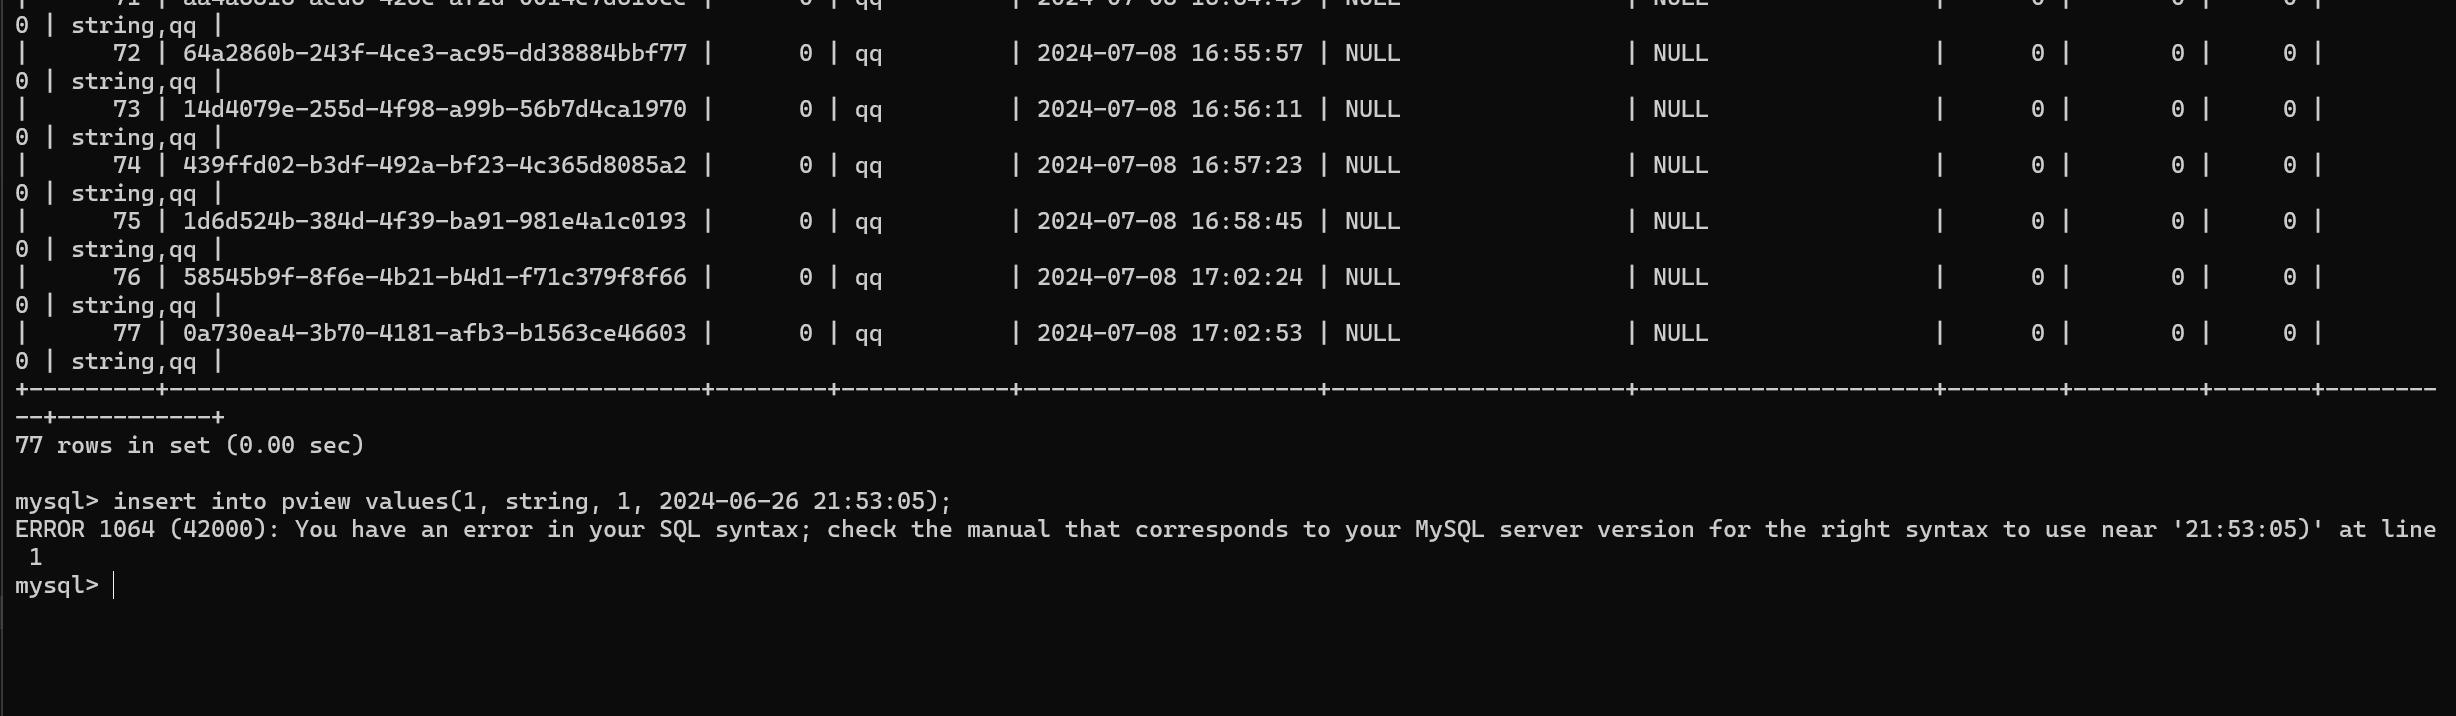 0 | string,qq |
|      72 | 64a2860b-243f-4ce3-ac95-dd38884bbf77 |      0 | qq         | 2024-07-08 16:55:57 | NULL                | NULL                |      0 |       0 |     0 |
0 | string,qq |
|      73 | 14d4079e-255d-4f98-a99b-56b7d4ca1970 |      0 | qq         | 2024-07-08 16:56:11 | NULL                | NULL                |      0 |       0 |     0 |
0 | string,qq |
|      74 | 439ffd02-b3df-492a-bf23-4c365d8085a2 |      0 | qq         | 2024-07-08 16:57:23 | NULL                | NULL                |      0 |       0 |     0 |
0 | string,qq |
|      75 | 1d6d524b-384d-4f39-ba91-981e4a1c0193 |      0 | qq         | 2024-07-08 16:58:45 | NULL                | NULL                |      0 |       0 |     0 |
0 | string,qq |
|      76 | 58545b9f-8f6e-4b21-b4d1-f71c379f8f66 |      0 | qq         | 2024-07-08 17:02:24 | NULL                | NULL                |      0 |       0 |     0 |
0 | string,qq |
|      77 | 0a730ea4-3b70-4181-afb3-b1563ce46603 |      0 | qq         | 2024-07-08 17:02:53 | NULL                | NULL                |      0 |       0 |     0 |
0 | string,qq |
+---------+--------------------------------------+--------+------------+---------------------+---------------------+---------------------+--------+---------+-------+--------
--+-----------+
77 rows in set (0.00 sec)
mysql> insert into pview values(1, string, 1, 2024-06-26 21:53:05);
ERROR 1064 (42000): You have an error in your SQL syntax; check the manual that corresponds to your MySQL server version for the right syntax to use near '21:53:05)' at line
 1
mysql>